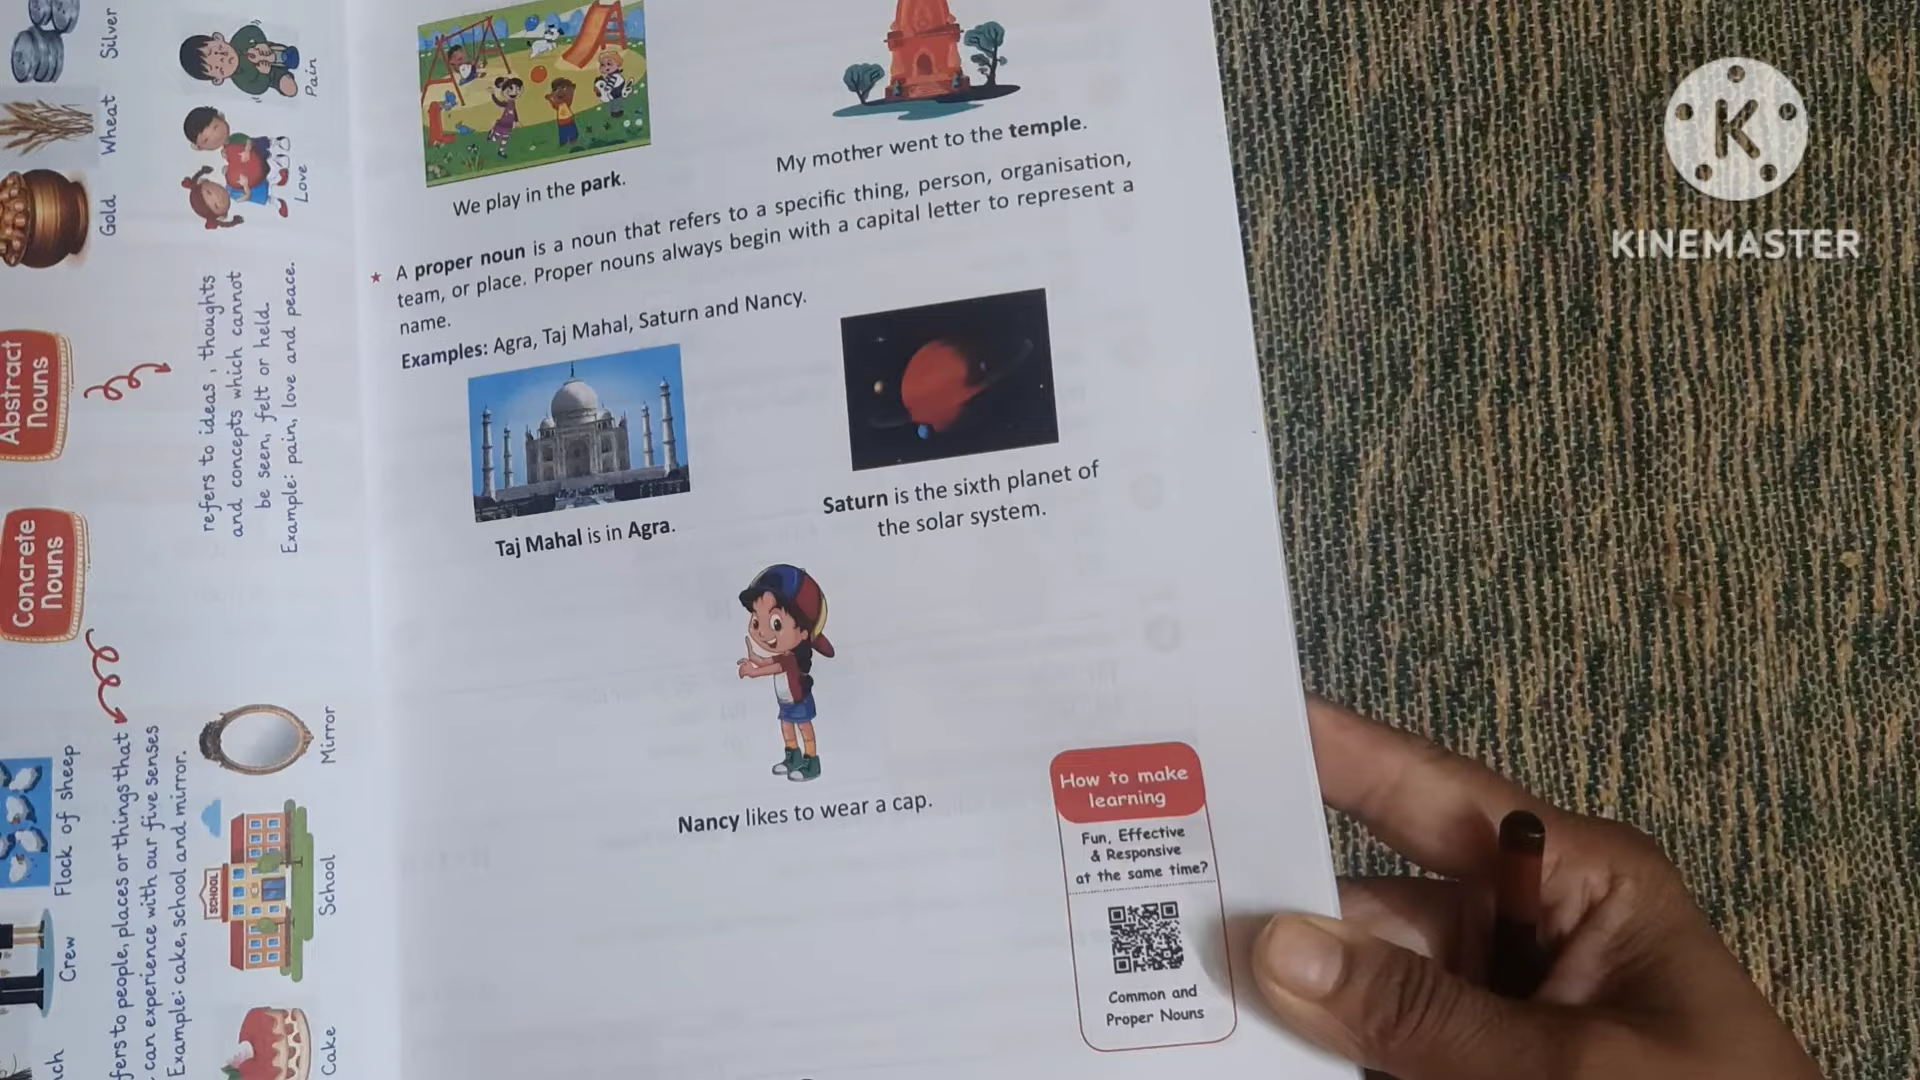 Silver
Wheat
Gold
Pain
Love
Abstract
Nouns
refers to ideas , thoughts
and concepts which cannot
be seen, felt or held.
Example: pain, love and peace.
Concrete
Nouns
Flock of sheep
Crew
to people, places or things that
can experience with our five senses
Example: cake, school and mirror.
Mirror
SCHOOL
School
Cake
We play in the park.
My mother went to the temple.
★ A proper noun is a noun that refers to a specific thing, person, organisation,
team, or place. Proper nouns always begin with a capital letter to represent a
name.
Examples: Agra, Taj Mahal, Saturn and Nancy.
Taj Mahal is in Agra.
Saturn is the sixth planet of
the solar system.
Nancy likes to wear a cap.
How to make
learning
Fun, Effective
& Responsive
at the same time?
Common and
Proper Nouns
K
KINEMASTER